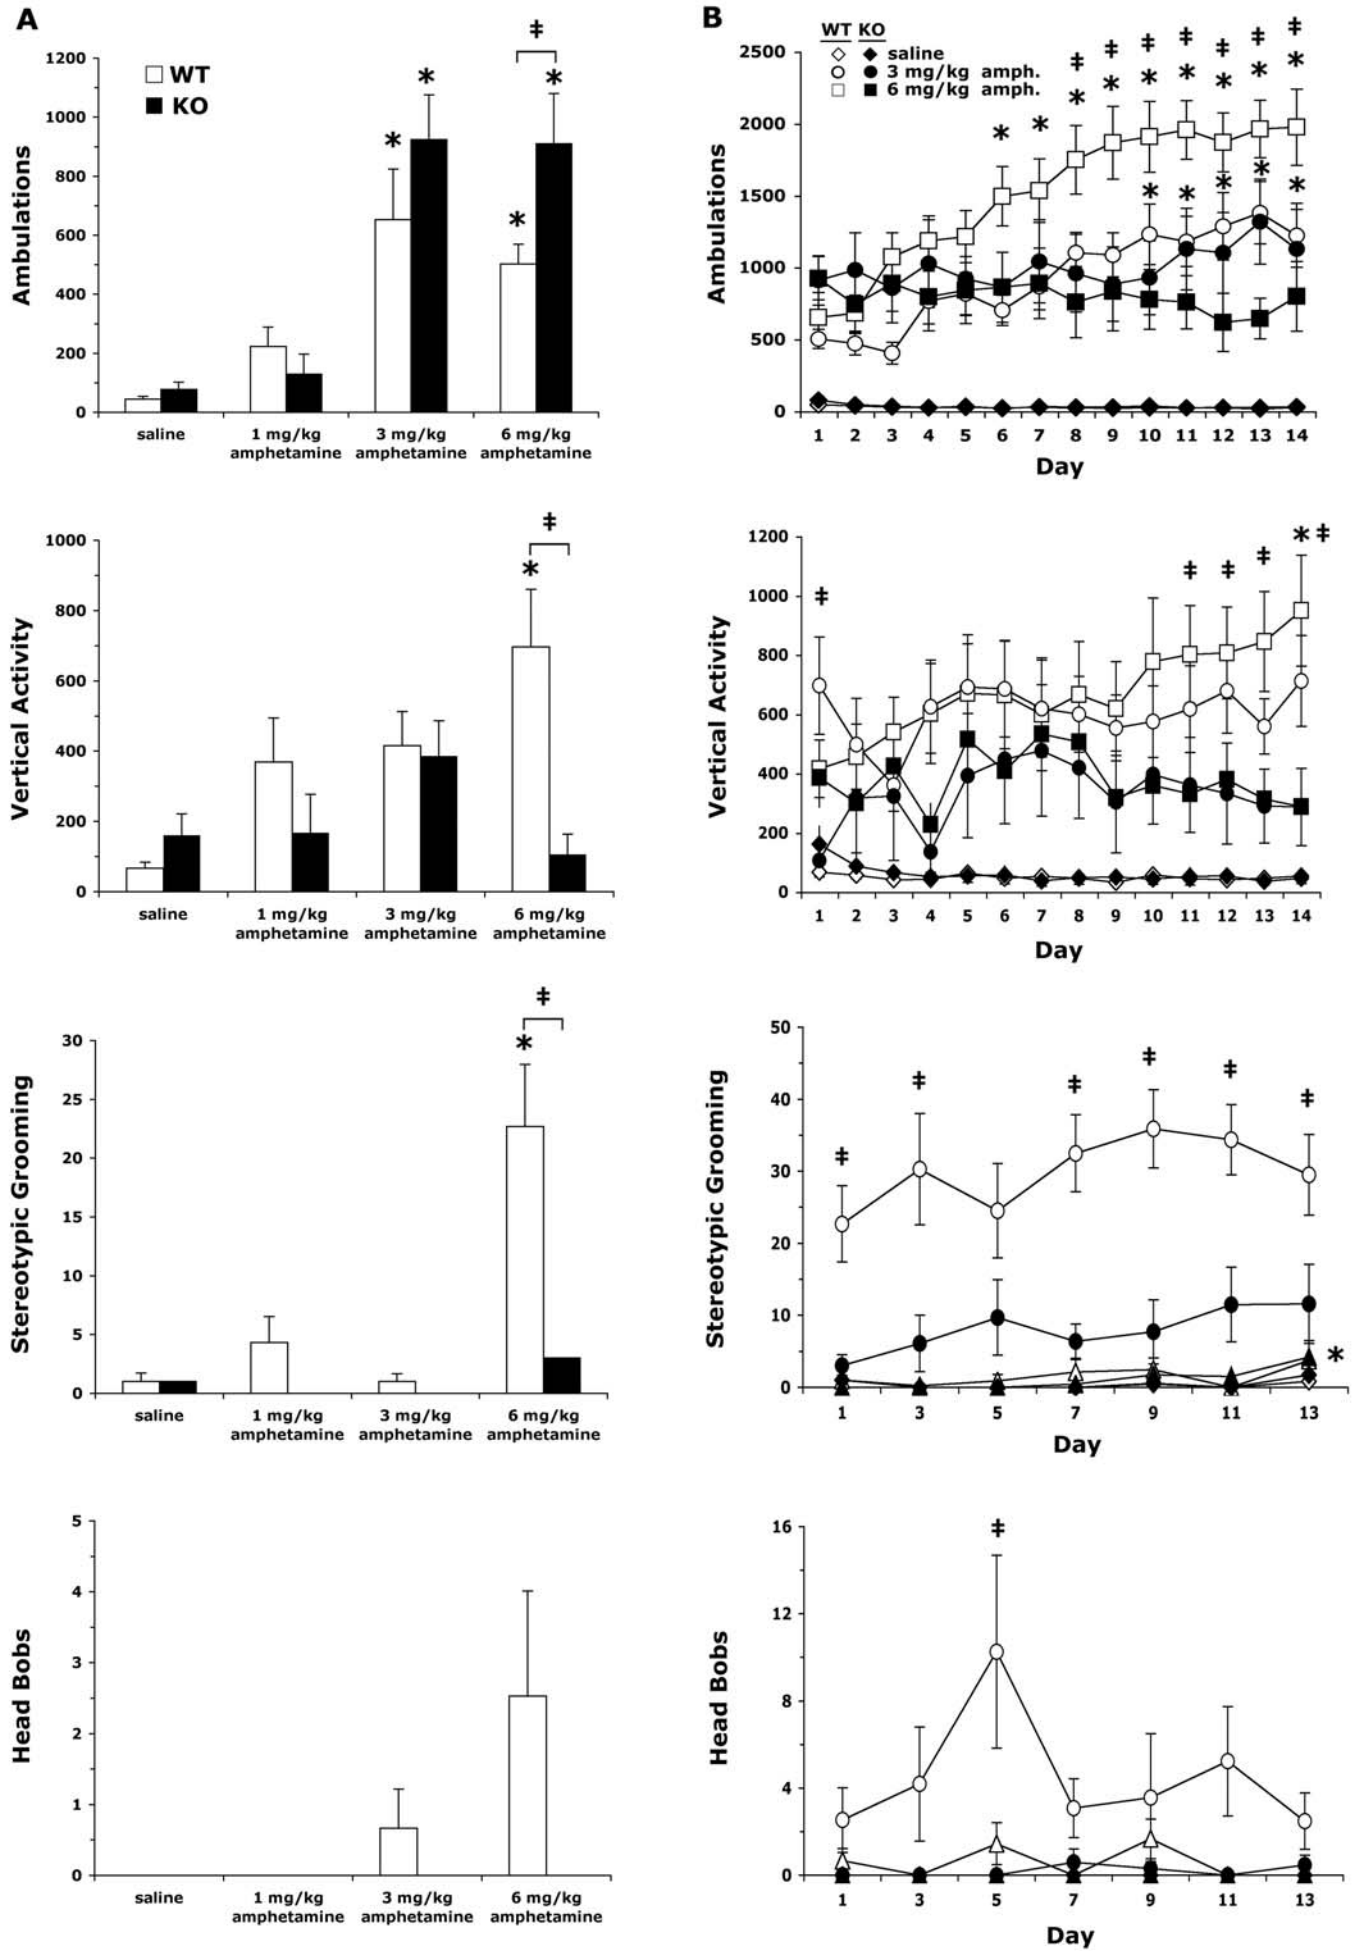 A
Ambulations
1200
1000
800
600
400
200
0
WT
KO
*
*
*
‡
*
saline
1 mg/kg
amphetamine
3 mg/kg
amphetamine
6 mg/kg
amphetamine
B
Ambulations
2500
2000
1500
1000
500
0
WT KO
saline
3 mg/kg amph.
6 mg/kg amph.
‡ ‡ ‡ ‡ ‡ ‡ ‡
* * * * * * * * *
* * * * *
1 2 3 4 5 6 7 8 9 10 11 12 13 14
Day
Vertical Activity
1000
800
600
400
200
0
‡
*
saline
1 mg/kg
amphetamine
3 mg/kg
amphetamine
6 mg/kg
amphetamine
Vertical Activity
1200
1000
800
600
400
200
0
‡ ‡ ‡ ‡ * ‡
1 2 3 4 5 6 7 8 9 10 11 12 13 14
Day
Stereotypic Grooming
30
25
20
15
10
5
0
‡
*
saline
1 mg/kg
amphetamine
3 mg/kg
amphetamine
6 mg/kg
amphetamine
Stereotypic Grooming
50
40
30
20
10
0
‡ ‡ ‡ ‡ ‡ ‡
*
1 3 5 7 9 11 13
Day
Head Bobs
5
4
3
2
1
0
saline
1 mg/kg
amphetamine
3 mg/kg
amphetamine
6 mg/kg
amphetamine
Head Bobs
16
12
8
4
0
‡
1 3 5 7 9 11 13
Day